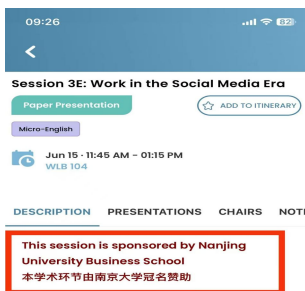 09:26
82
Session 3E: Work in the Social Media Era
Paper Presentation
ADD TO ITINERARY
Micro-English
Jun 15 · 11:45 AM - 01:15 PM
WLB 104
DESCRIPTION PRESENTATIONS CHAIRS NOT
This session is sponsered by Nanjing
University Business School
本学术环节由南京大学冠名赞助